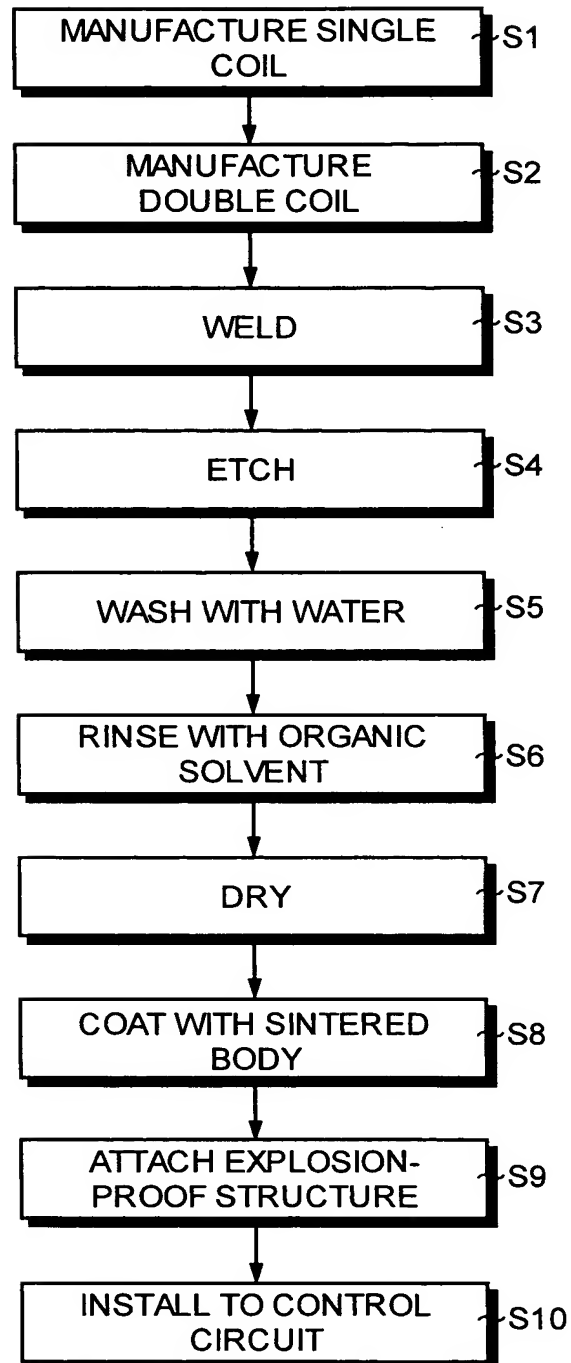 MANUFACTURE SINGLE
COIL
S1
MANUFACTURE
DOUBLE COIL
S2
WELD
S3
ETCH
S4
WASH WITH WATER
S5
RINSE WITH ORGANIC
SOLVENT
S6
DRY
S7
COAT WITH SINTERED
BODY
S8
ATTACH EXPLOSION-
PROOF STRUCTURE
S9
INSTALL TO CONTROL
CIRCUIT
S10